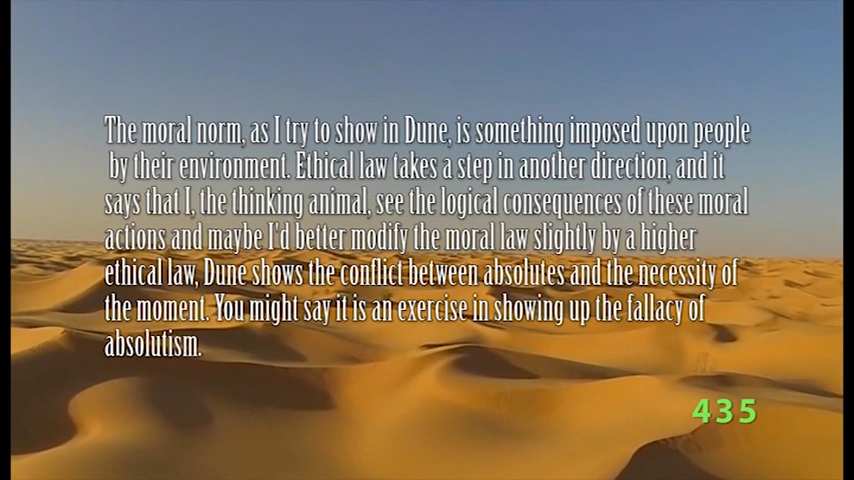 The moral norm, as I try to show in Dune, is something imposed upon people
by their environment. Ethical law takes a step in another direction, and it
says that I, the thinking animal, see the logical consequences of these moral
actions and maybe I'd better modify the moral law slightly by a higher
ethical law, Dune shows the conflict between absolutes and the necessity of
the moment. You might say it is an exercise in showing up the fallacy of
absolutism.
435